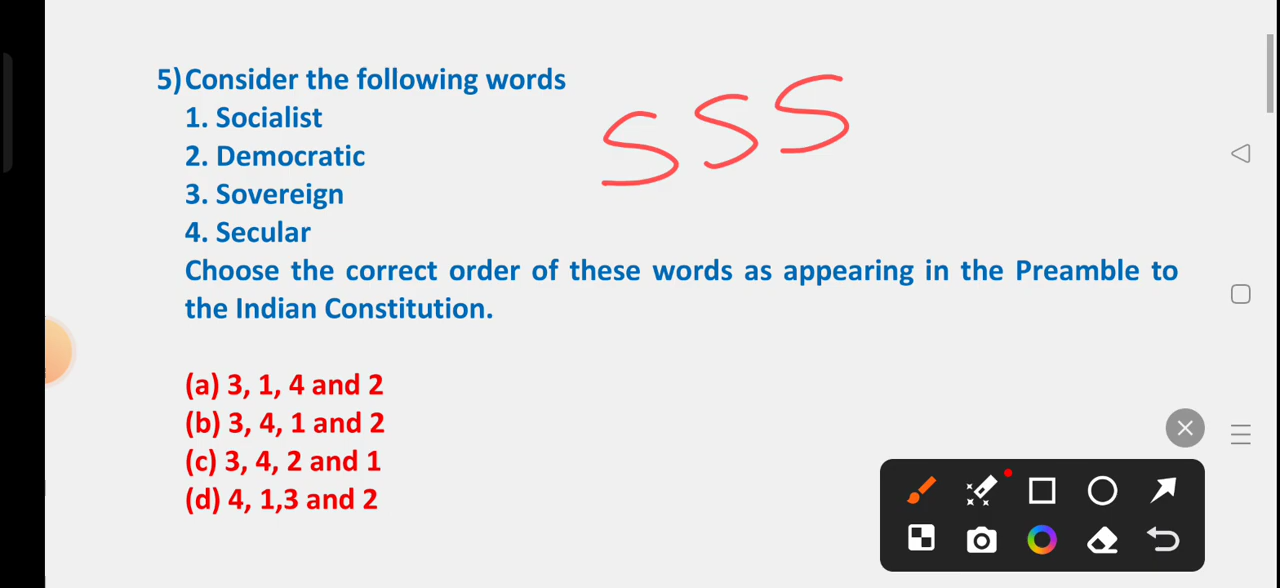 5) Consider the following words
SSS
1. Socialist
2. Democratic
3. Sovereign
4. Secular
Choose the correct order of these words as appearing in the Preamble to
the Indian Constitution.
(a) 3, 1, 4 and 2
(b) 3, 4, 1 and 2
(c) 3, 4, 2 and 1
(d) 4, 1,3 and 2